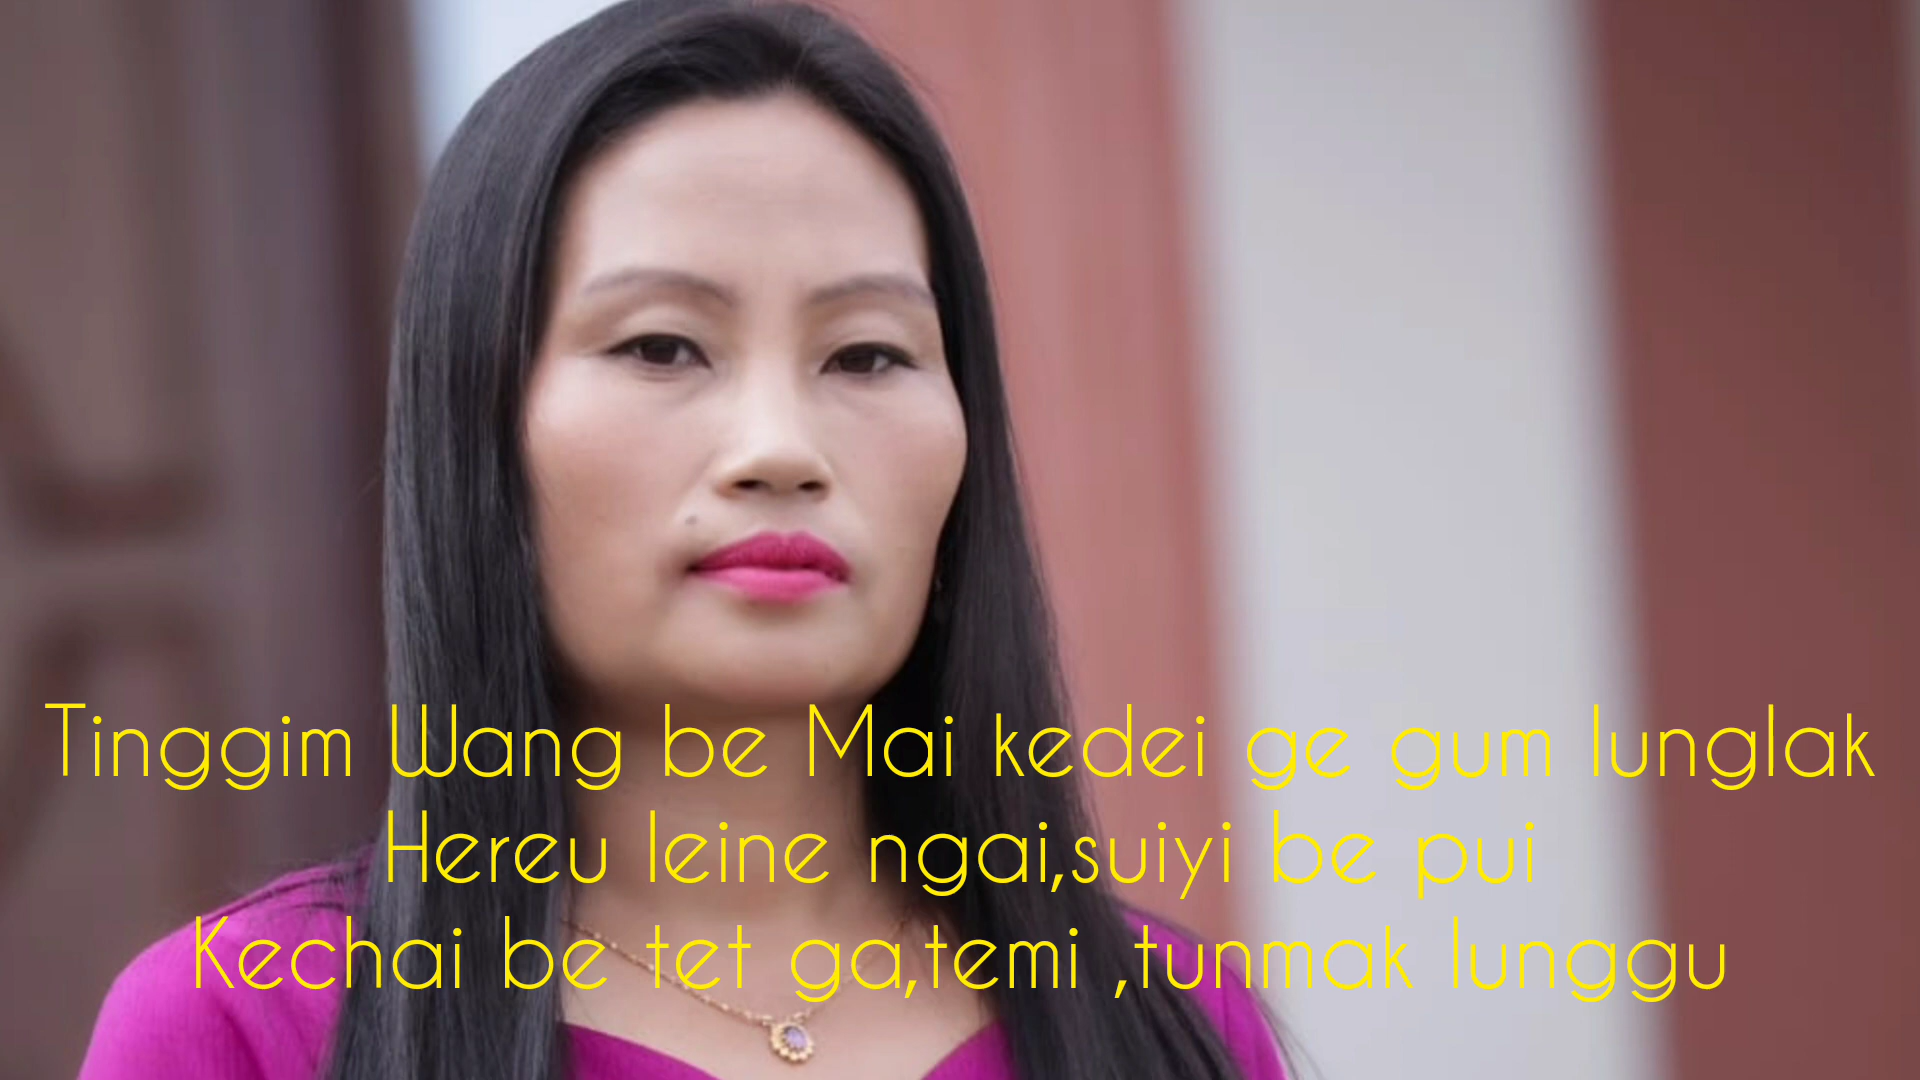 Tinggim Wang be Mai kedei ge gum lunglak
Hereu leine ngai,suiyi be pui
Kechai be tet ga,temi ,tunmak lunggu